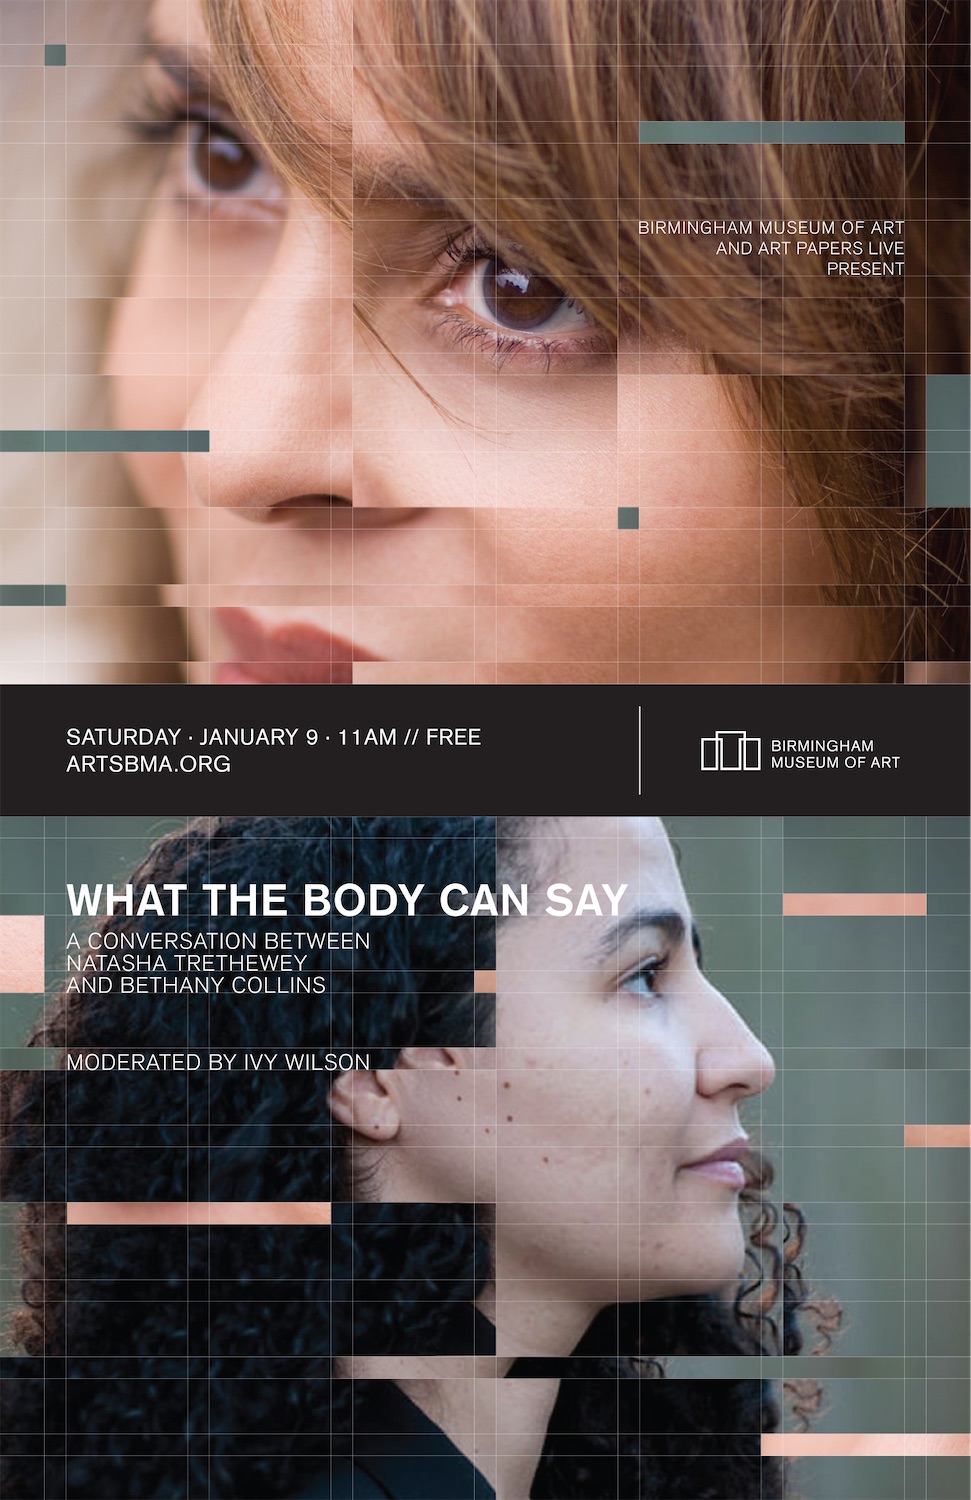 BIRMINGHAM MUSEUM OF ART
AND ART PAPERS LIVE
PRESENT
SATURDAY · JANUARY 9 · 11AM // FREE
ARTSBMA.ORG
BIRMINGHAM
MUSEUM OF ART
WHAT THE BODY CAN SAY
A CONVERSATION BETWEEN
NATASHA TRETHEWEY
AND BETHANY COLLINS
MODERATED BY IVY WILSON